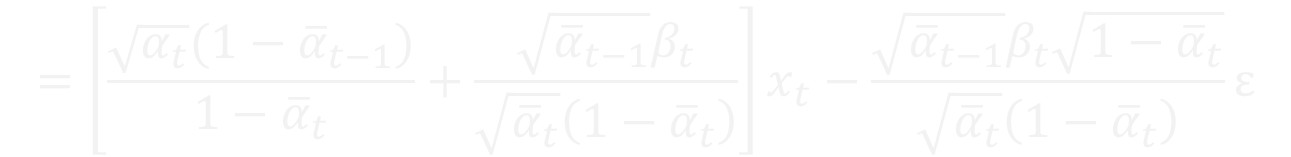 = [ (√α_t (1 − ᾱ_{t−1})) / (1 − ᾱ_t) + (√ᾱ_{t−1} β_t) / (√ᾱ_t (1 − ᾱ_t)) ] x_t − (√ᾱ_{t−1} β_t √(1 − ᾱ_t)) / (√ᾱ_t (1 − ᾱ_t)) ε